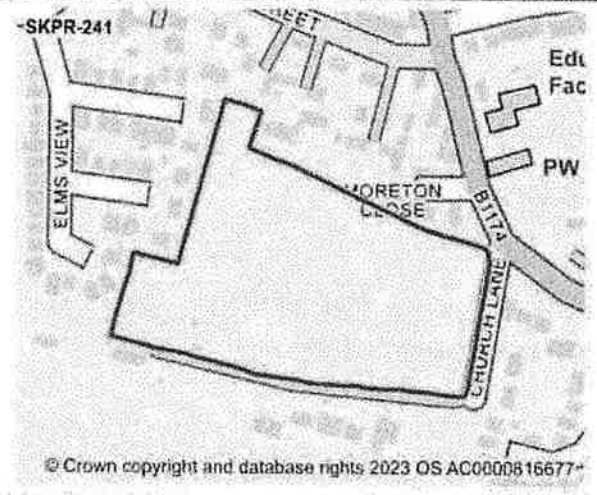 SKPR-241
REET
Edu
Fac
ELMS VIEW
MORETON
CLOSE
PW
B1174
CHURCH LANE
© Crown copyright and database rights 2023 OS AC0000816677